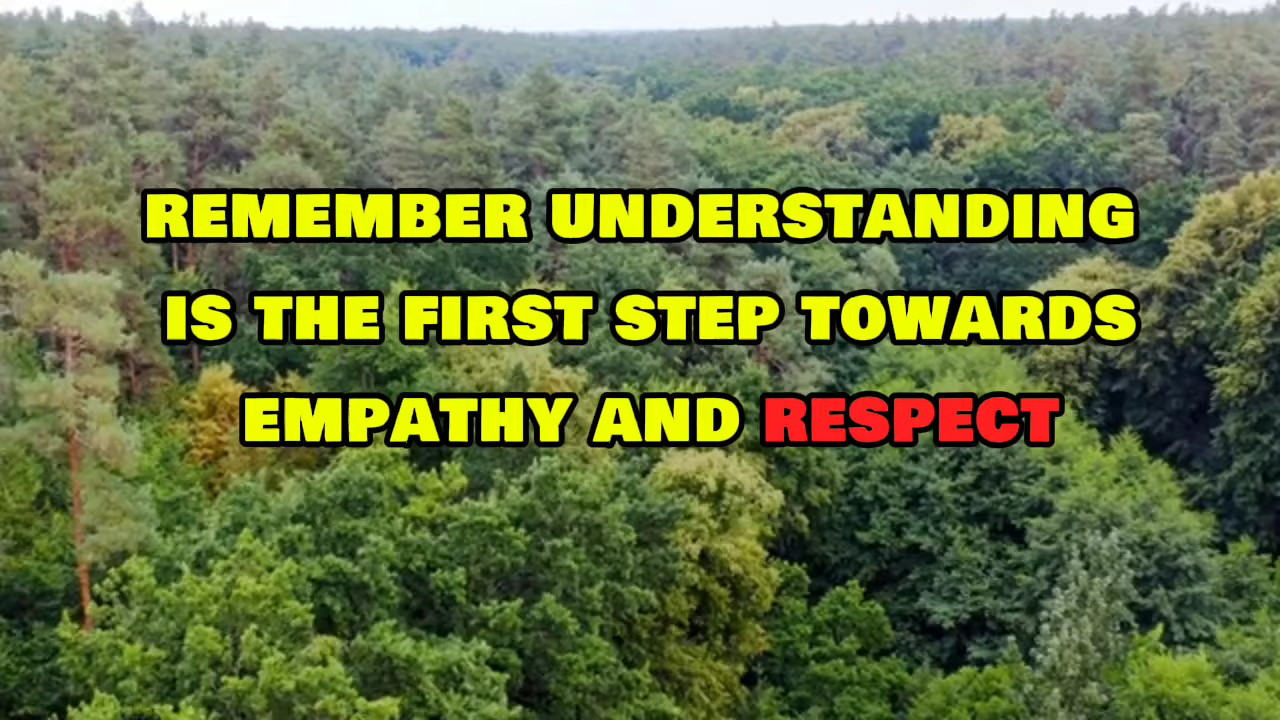 REMEMBER UNDERSTANDING
IS THE FIRST STEP TOWARDS
EMPATHY AND RESPECT